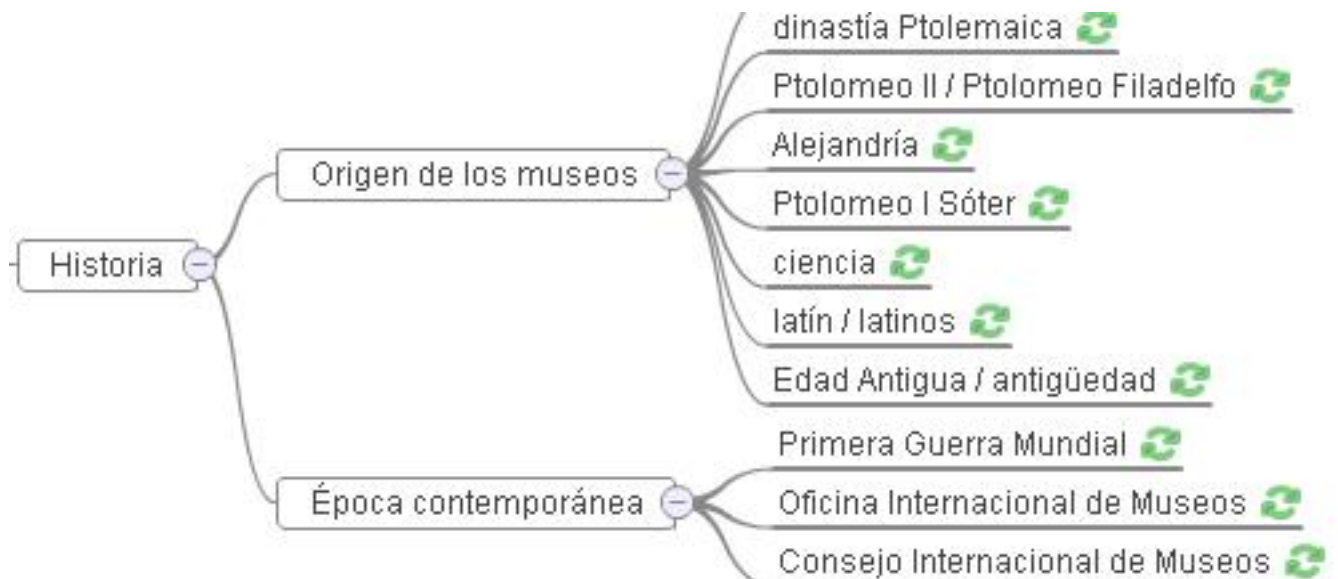 Historia
Origen de los museos
dinastía Ptolemaica
Ptolomeo II / Ptolomeo Filadelfo
Alejandría
Ptolomeo I Sóter
ciencia
latín / latinos
Edad Antigua / antigüedad
Época contemporánea
Primera Guerra Mundial
Oficina Internacional de Museos
Consejo Internacional de Museos